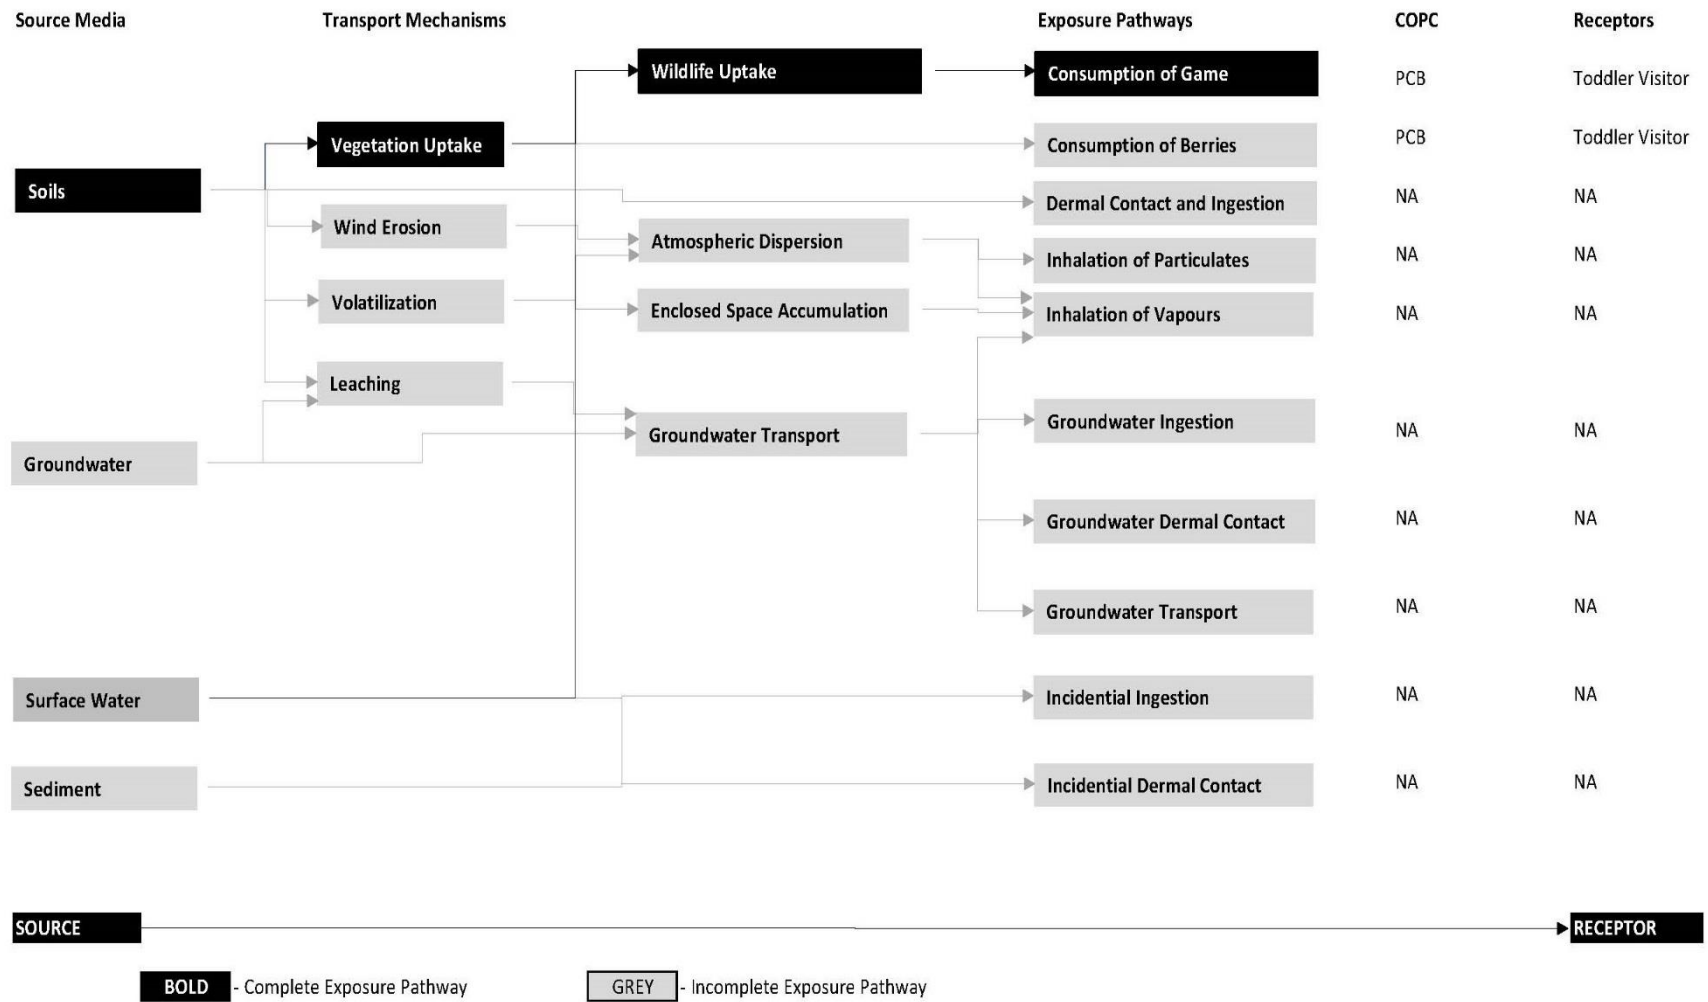 Source Media Transport Mechanisms Exposure Pathways COPC Receptors
Wildlife Uptake Consumption of Game PCB Toddler Visitor
Vegetation Uptake Consumption of Berries PCB Toddler Visitor
Soils Dermal Contact and Ingestion NA NA
Wind Erosion Atmospheric Dispersion Inhalation of Particulates NA NA
Volatilization Enclosed Space Accumulation Inhalation of Vapours NA NA
Leaching
Groundwater Transport Groundwater Ingestion NA NA
Groundwater
Groundwater Dermal Contact NA NA
Groundwater Transport NA NA
Surface Water Incidential Ingestion NA NA
Sediment Incidential Dermal Contact NA NA
SOURCE RECEPTOR
BOLD - Complete Exposure Pathway GREY - Incomplete Exposure Pathway